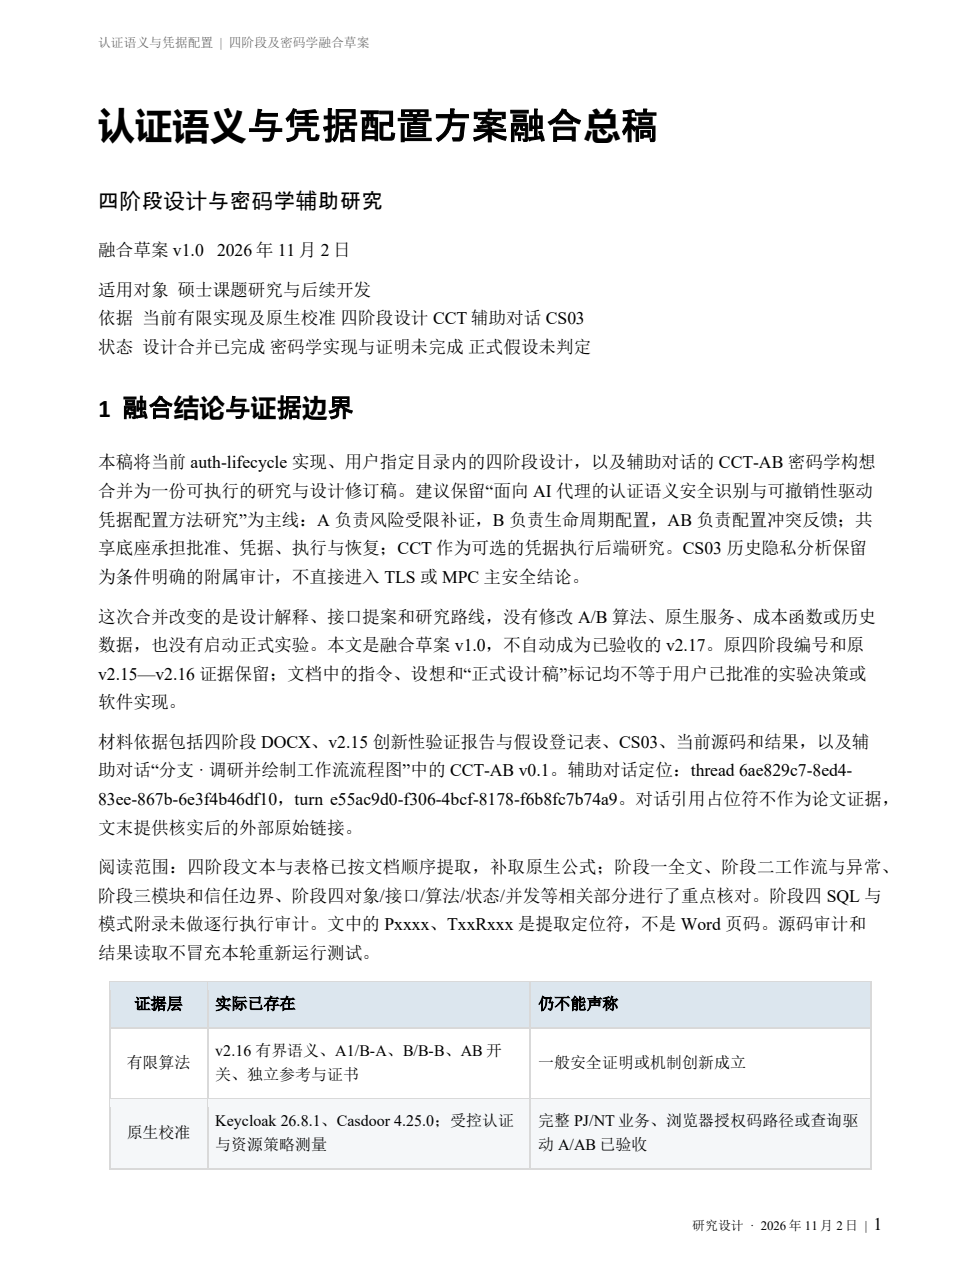 认证语义与凭据配置 | 四阶段及密码学融合草案
认证语义与凭据配置方案融合总稿
四阶段设计与密码学辅助研究
融合草案 v1.0 2026 年 11 月 2 日
适用对象 硕士课题研究与后续开发
依据 当前有限实现及原生校准 四阶段设计 CCT 辅助对话 CS03
状态 设计合并已完成 密码学实现与证明未完成 正式假设未判定
1 融合结论与证据边界
本稿将当前 auth-lifecycle 实现、用户指定目录内的四阶段设计，以及辅助对话的 CCT-AB 密码学构想
合并为一份可执行的研究与设计修订稿。建议保留“面向 AI 代理的认证语义安全识别与可撤销性驱动
凭据配置方法研究”为主线：A 负责风险受限补证，B 负责生命周期配置，AB 负责配置冲突反馈；共
享底座承担批准、凭据、执行与恢复；CCT 作为可选的凭据执行后端研究。CS03 历史隐私分析保留
为条件明确的附属审计，不直接进入 TLS 或 MPC 主安全结论。
这次合并改变的是设计解释、接口提案和研究路线，没有修改 A/B 算法、原生服务、成本函数或历史
数据，也没有启动正式实验。本文是融合草案 v1.0，不自动成为已验收的 v2.17。原四阶段编号和原
v2.15—v2.16 证据保留；文档中的指令、设想和“正式设计稿”标记均不等于用户已批准的实验决策或
软件实现。
材料依据包括四阶段 DOCX、v2.15 创新性验证报告与假设登记表、CS03、当前源码和结果，以及辅
助对话“分支 · 调研并绘制工作流流程图”中的 CCT-AB v0.1。辅助对话定位：thread 6ae829c7-8ed4-
83ee-867b-6e3f4b46df10，turn e55ac9d0-f306-4bcf-8178-f6b8fc7b74a9。对话引用占位符不作为论文证据，
文末提供核实后的外部原始链接。
阅读范围：四阶段文本与表格已按文档顺序提取，补取原生公式；阶段一全文、阶段二工作流与异常、
阶段三模块和信任边界、阶段四对象/接口/算法/状态/并发等相关部分进行了重点核对。阶段四 SQL 与
模式附录未做逐行执行审计。文中的 Pxxxx、TxxRxxx 是提取定位符，不是 Word 页码。源码审计和
结果读取不冒充本轮重新运行测试。
证据层 实际已存在 仍不能声称
有限算法 v2.16 有界语义、A1/B-A、B/B-B、AB 开 一般安全证明或机制创新成立
关、独立参考与证书
原生校准 Keycloak 26.8.1、Casdoor 4.25.0；受控认证 完整 PJ/NT 业务、浏览器授权码路径或查询驱
与资源策略测量 动 A/AB 已验收
研究设计 · 2026 年 11 月 2 日 | 1